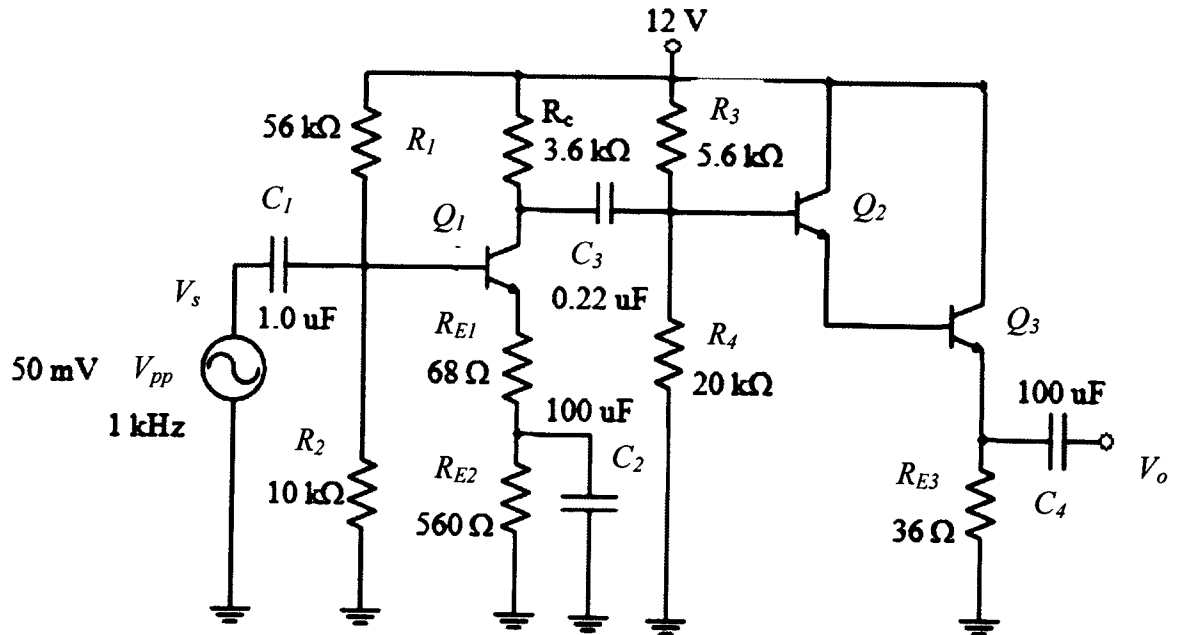 12 V
56 kΩ
R1
Rc
3.6 kΩ
R3
5.6 kΩ
C1
1.0 uF
Q1
C3
0.22 uF
Q2
Vs
50 mV Vpp
1 kHz
RE1
68 Ω
R4
20 kΩ
Q3
100 uF
C2
R2
10 kΩ
RE2
560 Ω
RE3
36 Ω
100 uF
C4
Vo